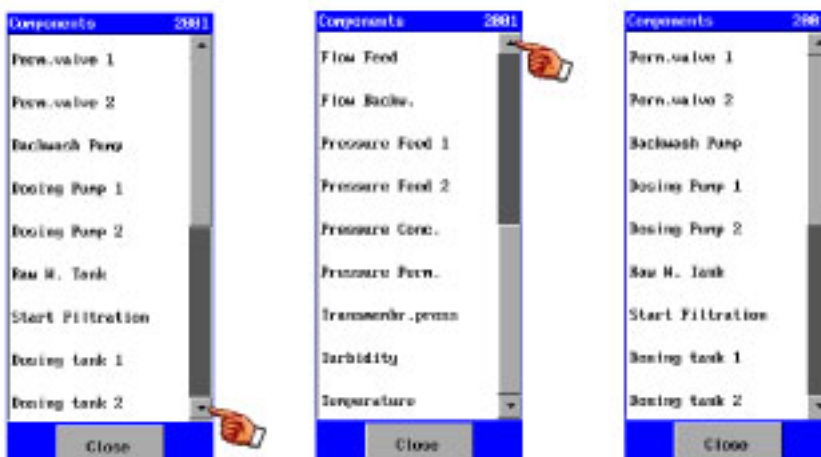 Components 2001
Perm.valve 1
Perm.valve 2
Backwash Pump
Dosing Pump 1
Dosing Pump 2
Raw W. Tank
Start Filtration
Dosing tank 1
Dosing tank 2
Close
Components 2001
Flow Feed
Flow Backw.
Pressure Feed 1
Pressure Feed 2
Pressure Conc.
Pressure Perm.
Transmembr.press
Turbidity
Temperature
Close
Components 2001
Perm.valve 1
Perm.valve 2
Backwash Pump
Dosing Pump 1
Dosing Pump 2
Raw W. Tank
Start Filtration
Dosing tank 1
Dosing tank 2
Close